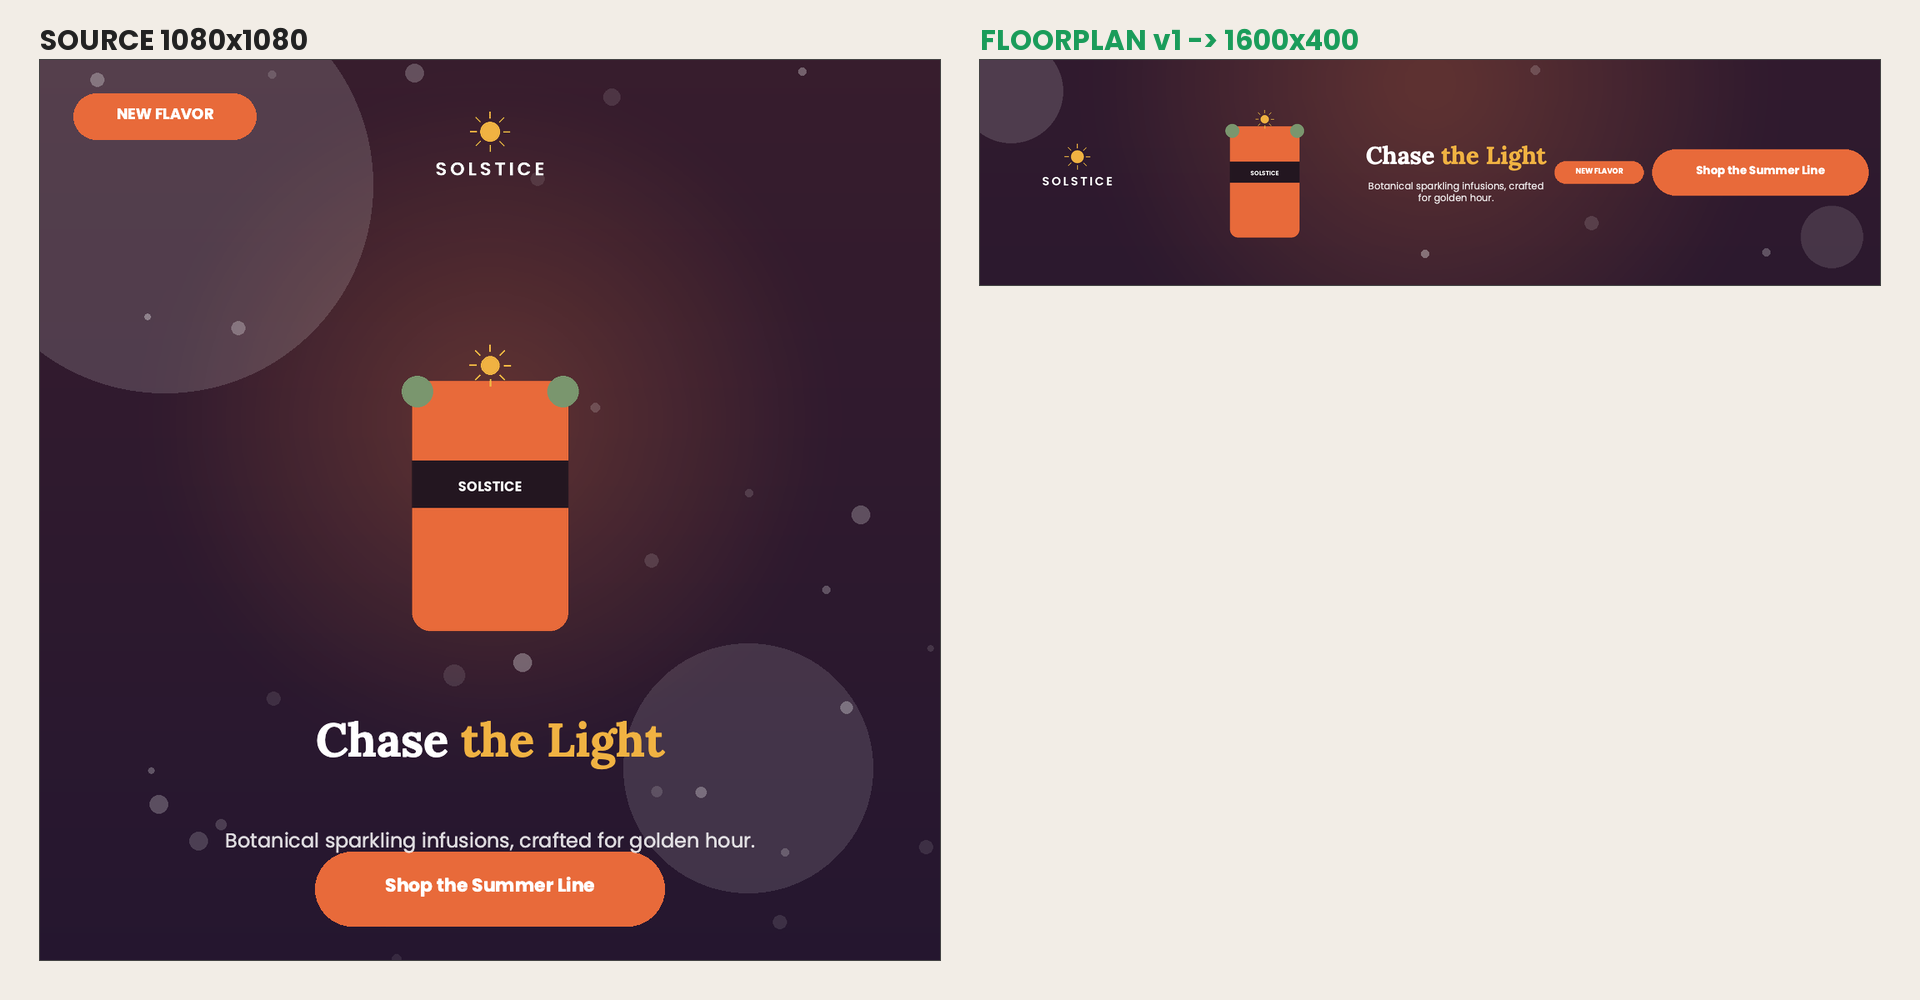 SOURCE 1080x1080
NEW FLAVOR
SOLSTICE
SOLSTICE
Chase the Light
Botanical sparkling infusions, crafted for golden hour.
Shop the Summer Line
FLOORPLAN v1 -> 1600x400
SOLSTICE
SOLSTICE
Chase the Light
Botanical sparkling infusions, crafted
for golden hour.
NEW FLAVOR
Shop the Summer Line